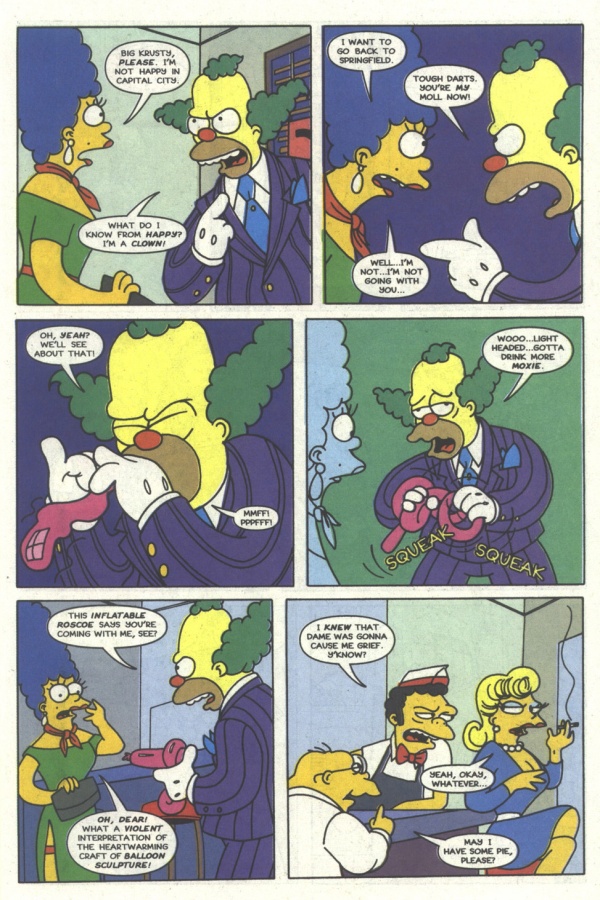 BIG KRUSTY,
PLEASE. I'M
NOT HAPPY IN
CAPITAL CITY.
WHAT DO I
KNOW FROM HAPPY?
I'M A CLOWN!
I WANT TO
GO BACK TO
SPRINGFIELD.
TOUGH DARTS.
YOU'RE MY
MOLL NOW!
WELL...I'M
NOT...I'M NOT
GOING WITH
YOU...
OH, YEAH?
WE'LL SEE
ABOUT THAT!
MMFF!
PPPFFF!
WOOO...LIGHT
HEADED...GOTTA
DRINK MORE
MOXIE.
SQUEAK
SQUEAK
THIS INFLATABLE
ROSCOE SAYS YOU'RE
COMING WITH ME, SEE?
OH, DEAR!
WHAT A VIOLENT
INTERPRETATION OF
THE HEARTWARMING
CRAFT OF BALLOON
SCULPTURE!
I KNEW THAT
DAME WAS GONNA
CAUSE ME GRIEF.
Y'KNOW?
YEAH, OKAY,
WHATEVER...
MAY I
HAVE SOME PIE,
PLEASE?